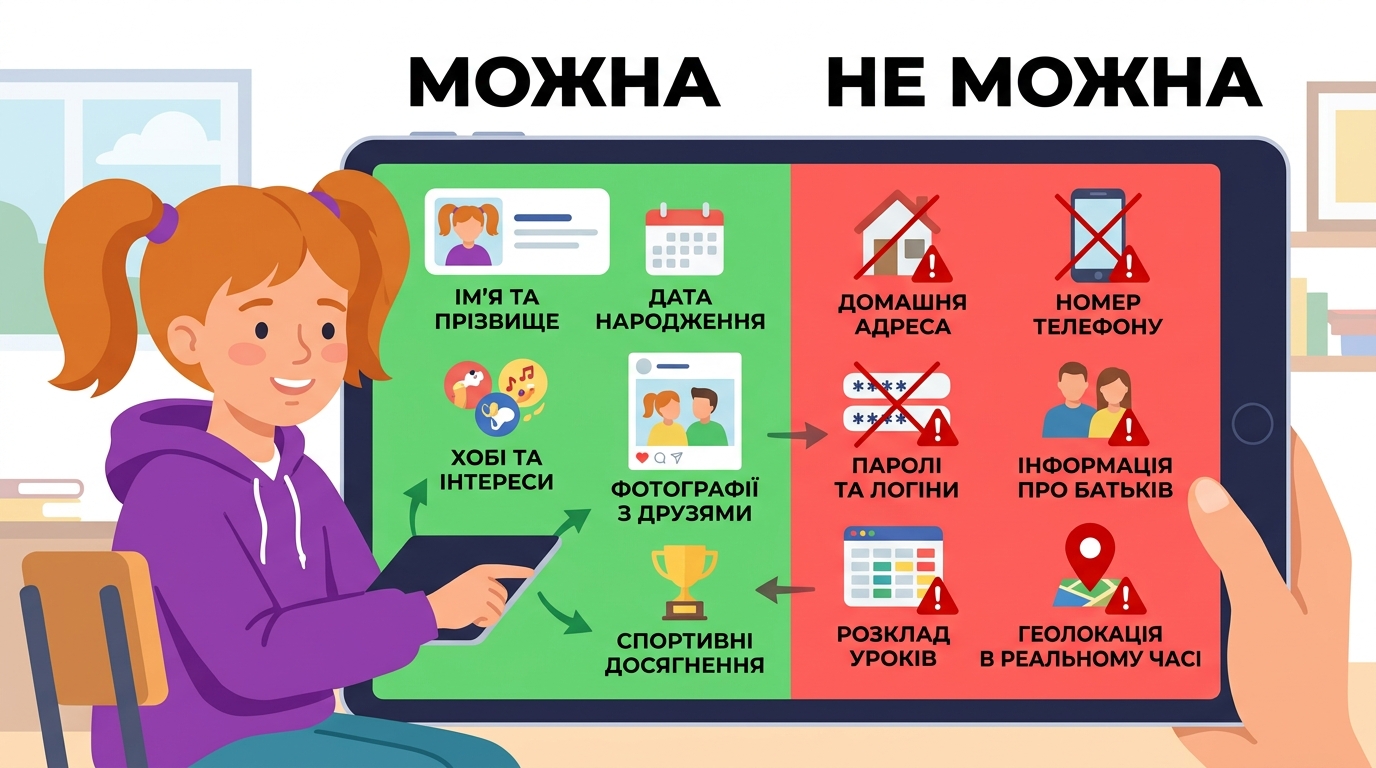 МОЖНА
НЕ МОЖНА
ІМ’Я ТА
ПРІЗВИЩЕ
ДАТА
НАРОДЖЕННЯ
ХОБІ ТА
ІНТЕРЕСИ
ФОТОГРАФІЇ
З ДРУЗЯМИ
СПОРТИВНІ
ДОСЯГНЕННЯ
ДОМАШНЯ
АДРЕСА
НОМЕР
ТЕЛЕФОНУ
****
****
ПАРОЛІ
ТА ЛОГІНИ
ІНФОРМАЦІЯ
ПРО БАТЬКІВ
РОЗКЛАД
УРОКІВ
ГЕОЛОКАЦІЯ
В РЕАЛЬНОМУ ЧАСІ